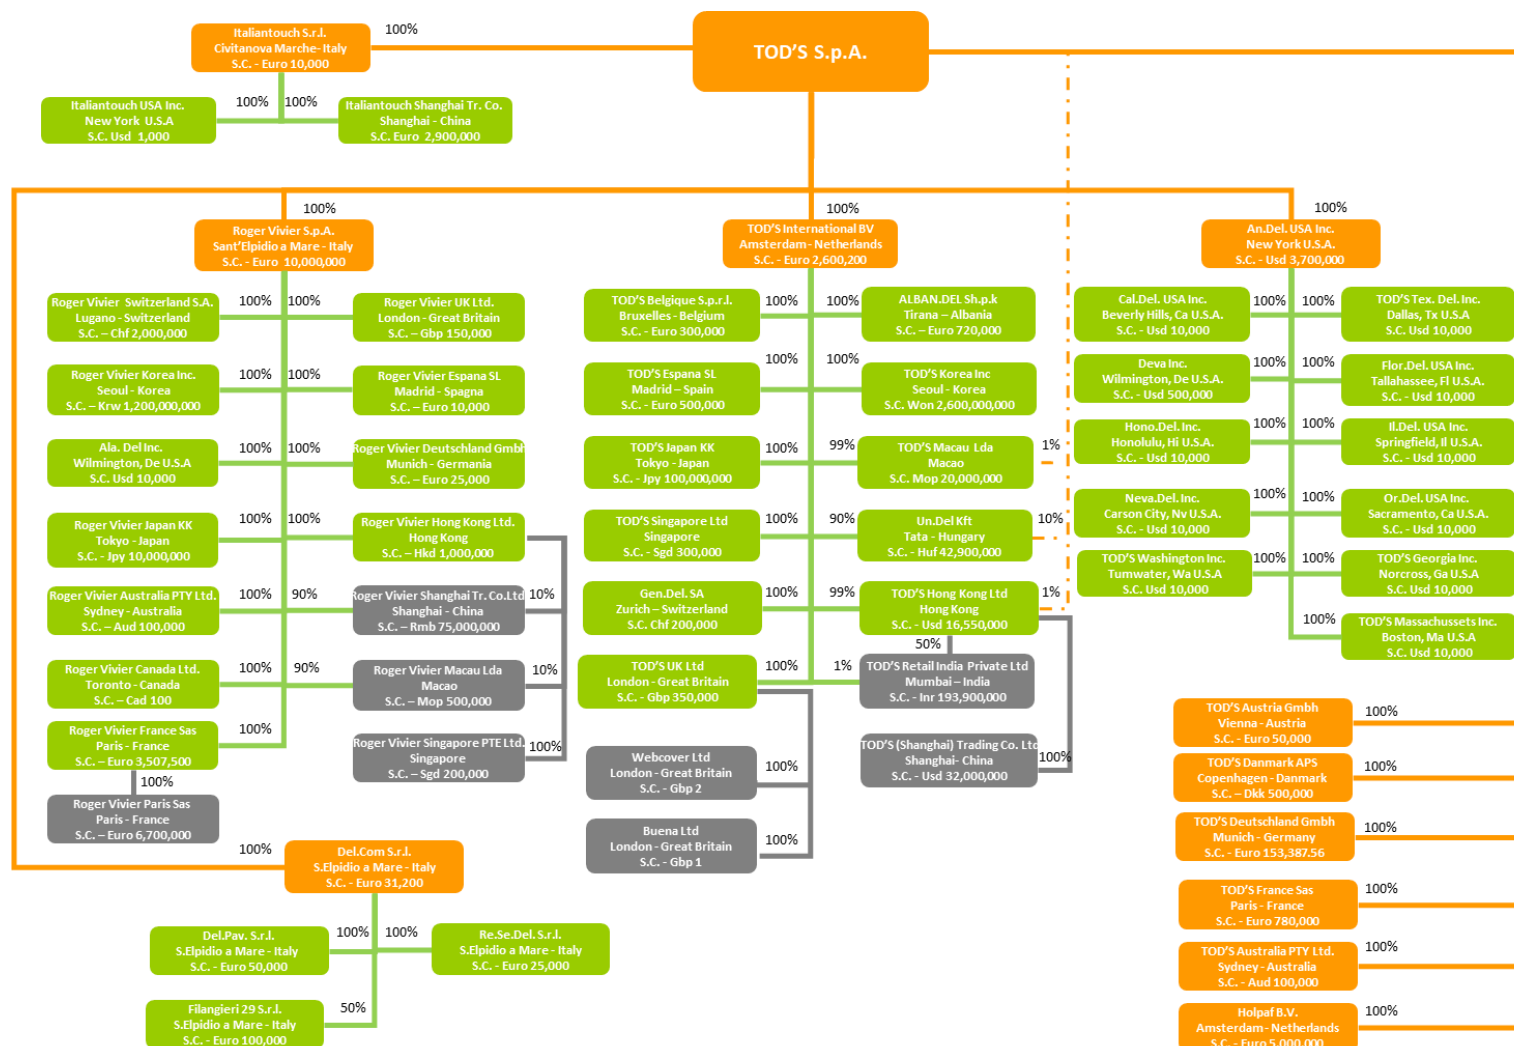 TOD'S S.p.A.
100%
Italiantouch S.r.l.
Civitanova Marche- Italy
S.C. - Euro 10,000
100%
100%
Italiantouch USA Inc.
New York U.S.A
S.C. Usd 1,000
Italiantouch Shanghai Tr. Co.
Shanghai - China
S.C. Euro 2,900,000
100%
Roger Vivier S.p.A.
Sant'Elpidio a Mare - Italy
S.C. - Euro 10,000,000
100%
100%
Roger Vivier Switzerland S.A.
Lugano - Switzerland
S.C. – Chf 2,000,000
Roger Vivier UK Ltd.
London - Great Britain
S.C. - Gbp 150,000
100%
100%
Roger Vivier Korea Inc.
Seoul - Korea
S.C. – Krw 1,200,000,000
Roger Vivier Espana SL
Madrid - Spagna
S.C. – Euro 10,000
100%
100%
Ala. Del Inc.
Wilmington, De U.S.A
S.C. Usd 10,000
Roger Vivier Deutschland Gmbh
Munich - Germania
S.C. – Euro 25,000
100%
100%
Roger Vivier Japan KK
Tokyo - Japan
S.C. - Jpy 10,000,000
Roger Vivier Hong Kong Ltd.
Hong Kong
S.C. – Hkd 1,000,000
100%
90%
10%
Roger Vivier Australia PTY Ltd.
Sydney - Australia
S.C. – Aud 100,000
Roger Vivier Shanghai Tr. Co.Ltd
Shanghai - China
S.C. – Rmb 75,000,000
100%
90%
10%
Roger Vivier Canada Ltd.
Toronto - Canada
S.C. – Cad 100
Roger Vivier Macau Lda
Macao
S.C. – Mop 500,000
100%
100%
Roger Vivier France Sas
Paris - France
S.C. – Euro 3,507,500
Roger Vivier Singapore PTE Ltd.
Singapore
S.C. – Sgd 200,000
100%
Roger Vivier Paris Sas
Paris - France
S.C. – Euro 6,700,000
100%
Del.Com S.r.l.
S.Elpidio a Mare - Italy
S.C. - Euro 31,200
100%
100%
Del.Pav. S.r.l.
S.Elpidio a Mare - Italy
S.C. - Euro 50,000
Re.Se.Del. S.r.l.
S.Elpidio a Mare - Italy
S.C. - Euro 25,000
50%
Filangieri 29 S.r.l.
S.Elpidio a Mare - Italy
S.C. - Euro 100,000
100%
TOD'S International BV
Amsterdam - Netherlands
S.C. - Euro 2,600,200
100%
100%
TOD'S Belgique S.p.r.l.
Bruxelles - Belgium
S.C. - Euro 300,000
ALBAN.DEL Sh.p.k
Tirana – Albania
S.C. – Euro 720,000
100%
100%
TOD'S Espana SL
Madrid – Spain
S.C. - Euro 500,000
TOD'S Korea Inc
Seoul - Korea
S.C. Won 2,600,000,000
100%
99%
1%
TOD'S Japan KK
Tokyo - Japan
S.C. - Jpy 100,000,000
TOD'S Macau Lda
Macao
S.C. Mop 20,000,000
100%
90%
10%
TOD'S Singapore Ltd
Singapore
S.C. - Sgd 300,000
Un.Del Kft
Tata - Hungary
S.C. - Huf 42,900,000
100%
99%
1%
Gen.Del. SA
Zurich – Switzerland
S.C. Chf 200,000
TOD'S Hong Kong Ltd
Hong Kong
S.C. - Usd 16,550,000
50%
100%
1%
TOD'S UK Ltd
London - Great Britain
S.C. - Gbp 350,000
TOD'S Retail India Private Ltd
Mumbai – India
S.C. - Inr 193,900,000
100%
100%
Webcover Ltd
London - Great Britain
S.C. - Gbp 2
TOD'S (Shanghai) Trading Co. Ltd
Shanghai- China
S.C. - Usd 32,000,000
100%
Buena Ltd
London - Great Britain
S.C. - Gbp 1
100%
An.Del. USA Inc.
New York U.S.A.
S.C. - Usd 3,700,000
100%
100%
Cal.Del. USA Inc.
Beverly Hills, Ca U.S.A.
S.C. - Usd 10,000
TOD'S Tex. Del. Inc.
Dallas, Tx U.S.A
S.C. Usd 10,000
100%
100%
Deva Inc.
Wilmington, De U.S.A.
S.C. - Usd 500,000
Flor.Del. USA Inc.
Tallahassee, Fl U.S.A.
S.C. - Usd 10,000
100%
100%
Hono.Del. Inc.
Honolulu, Hi U.S.A.
S.C. - Usd 10,000
Il.Del. USA Inc.
Springfield, Il U.S.A.
S.C. - Usd 10,000
100%
100%
Neva.Del. Inc.
Carson City, Nv U.S.A.
S.C. - Usd 10,000
Or.Del. USA Inc.
Sacramento, Ca U.S.A.
S.C. - Usd 10,000
100%
100%
TOD'S Washington Inc.
Tumwater, Wa U.S.A
S.C. Usd 10,000
TOD'S Georgia Inc.
Norcross, Ga U.S.A
S.C. Usd 10,000
100%
TOD'S Massachussets Inc.
Boston, Ma U.S.A
S.C. Usd 10,000
TOD'S Austria Gmbh
Vienna - Austria
S.C. - Euro 50,000
100%
TOD'S Danmark APS
Copenhagen - Danmark
S.C. – Dkk 500,000
100%
TOD'S Deutschland Gmbh
Munich - Germany
S.C. - Euro 153,387.56
100%
TOD'S France Sas
Paris - France
S.C. - Euro 780,000
100%
TOD'S Australia PTY Ltd.
Sydney - Australia
S.C. - Aud 100,000
100%
Holpaf B.V.
Amsterdam - Netherlands
S.C. - Euro 5,000,000
100%